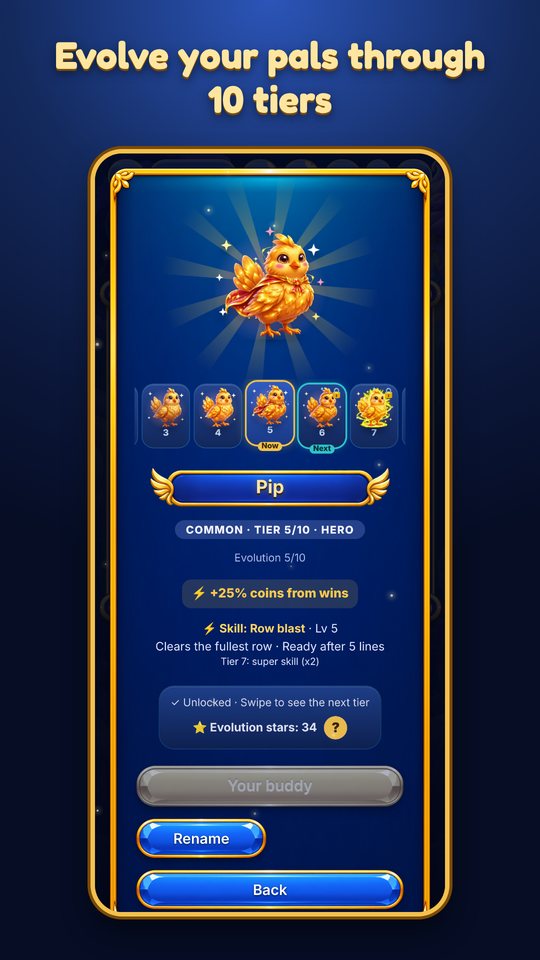 Evolve your pals through
10 tiers
3
4
5
6
7
Now
Next
Pip
COMMON · TIER 5/10 · HERO
Evolution 5/10
⚡ +25% coins from wins
⚡ Skill: Row blast · Lv 5
Clears the fullest row · Ready after 5 lines
Tier 7: super skill (x2)
✓ Unlocked · Swipe to see the next tier
⭐ Evolution stars: 34 ?
Your buddy
Rename
Back